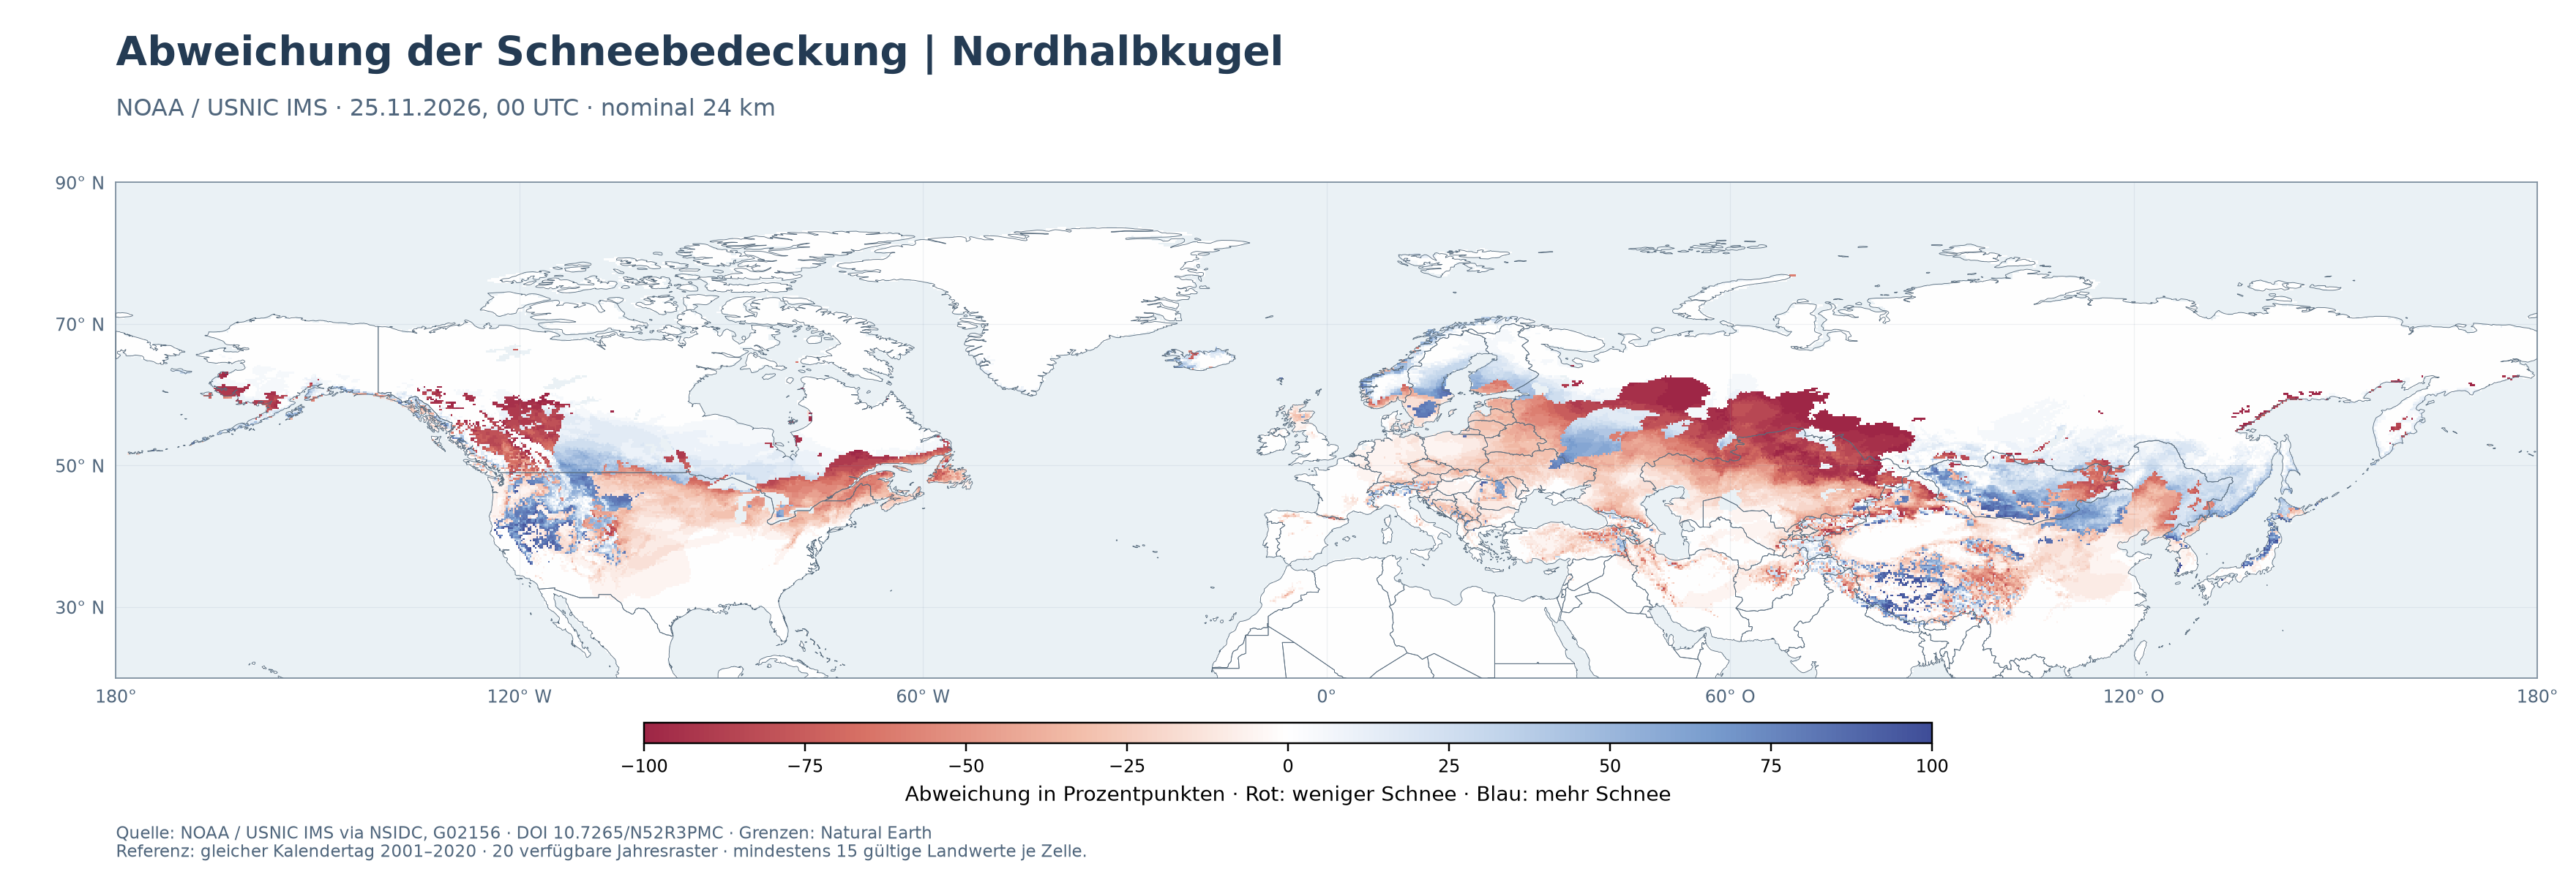 Abweichung der Schneebedeckung | Nordhalbkugel
NOAA / USNIC IMS · 25.11.2026, 00 UTC · nominal 24 km
90° N
70° N
50° N
30° N
180° 120° W 60° W 0° 60° O 120° O 180°
−100 −75 −50 −25 0 25 50 75 100
Abweichung in Prozentpunkten · Rot: weniger Schnee · Blau: mehr Schnee
Quelle: NOAA / USNIC IMS via NSIDC, G02156 · DOI 10.7265/N52R3PMC · Grenzen: Natural Earth
Referenz: gleicher Kalendertag 2001–2020 · 20 verfügbare Jahresraster · mindestens 15 gültige Landwerte je Zelle.